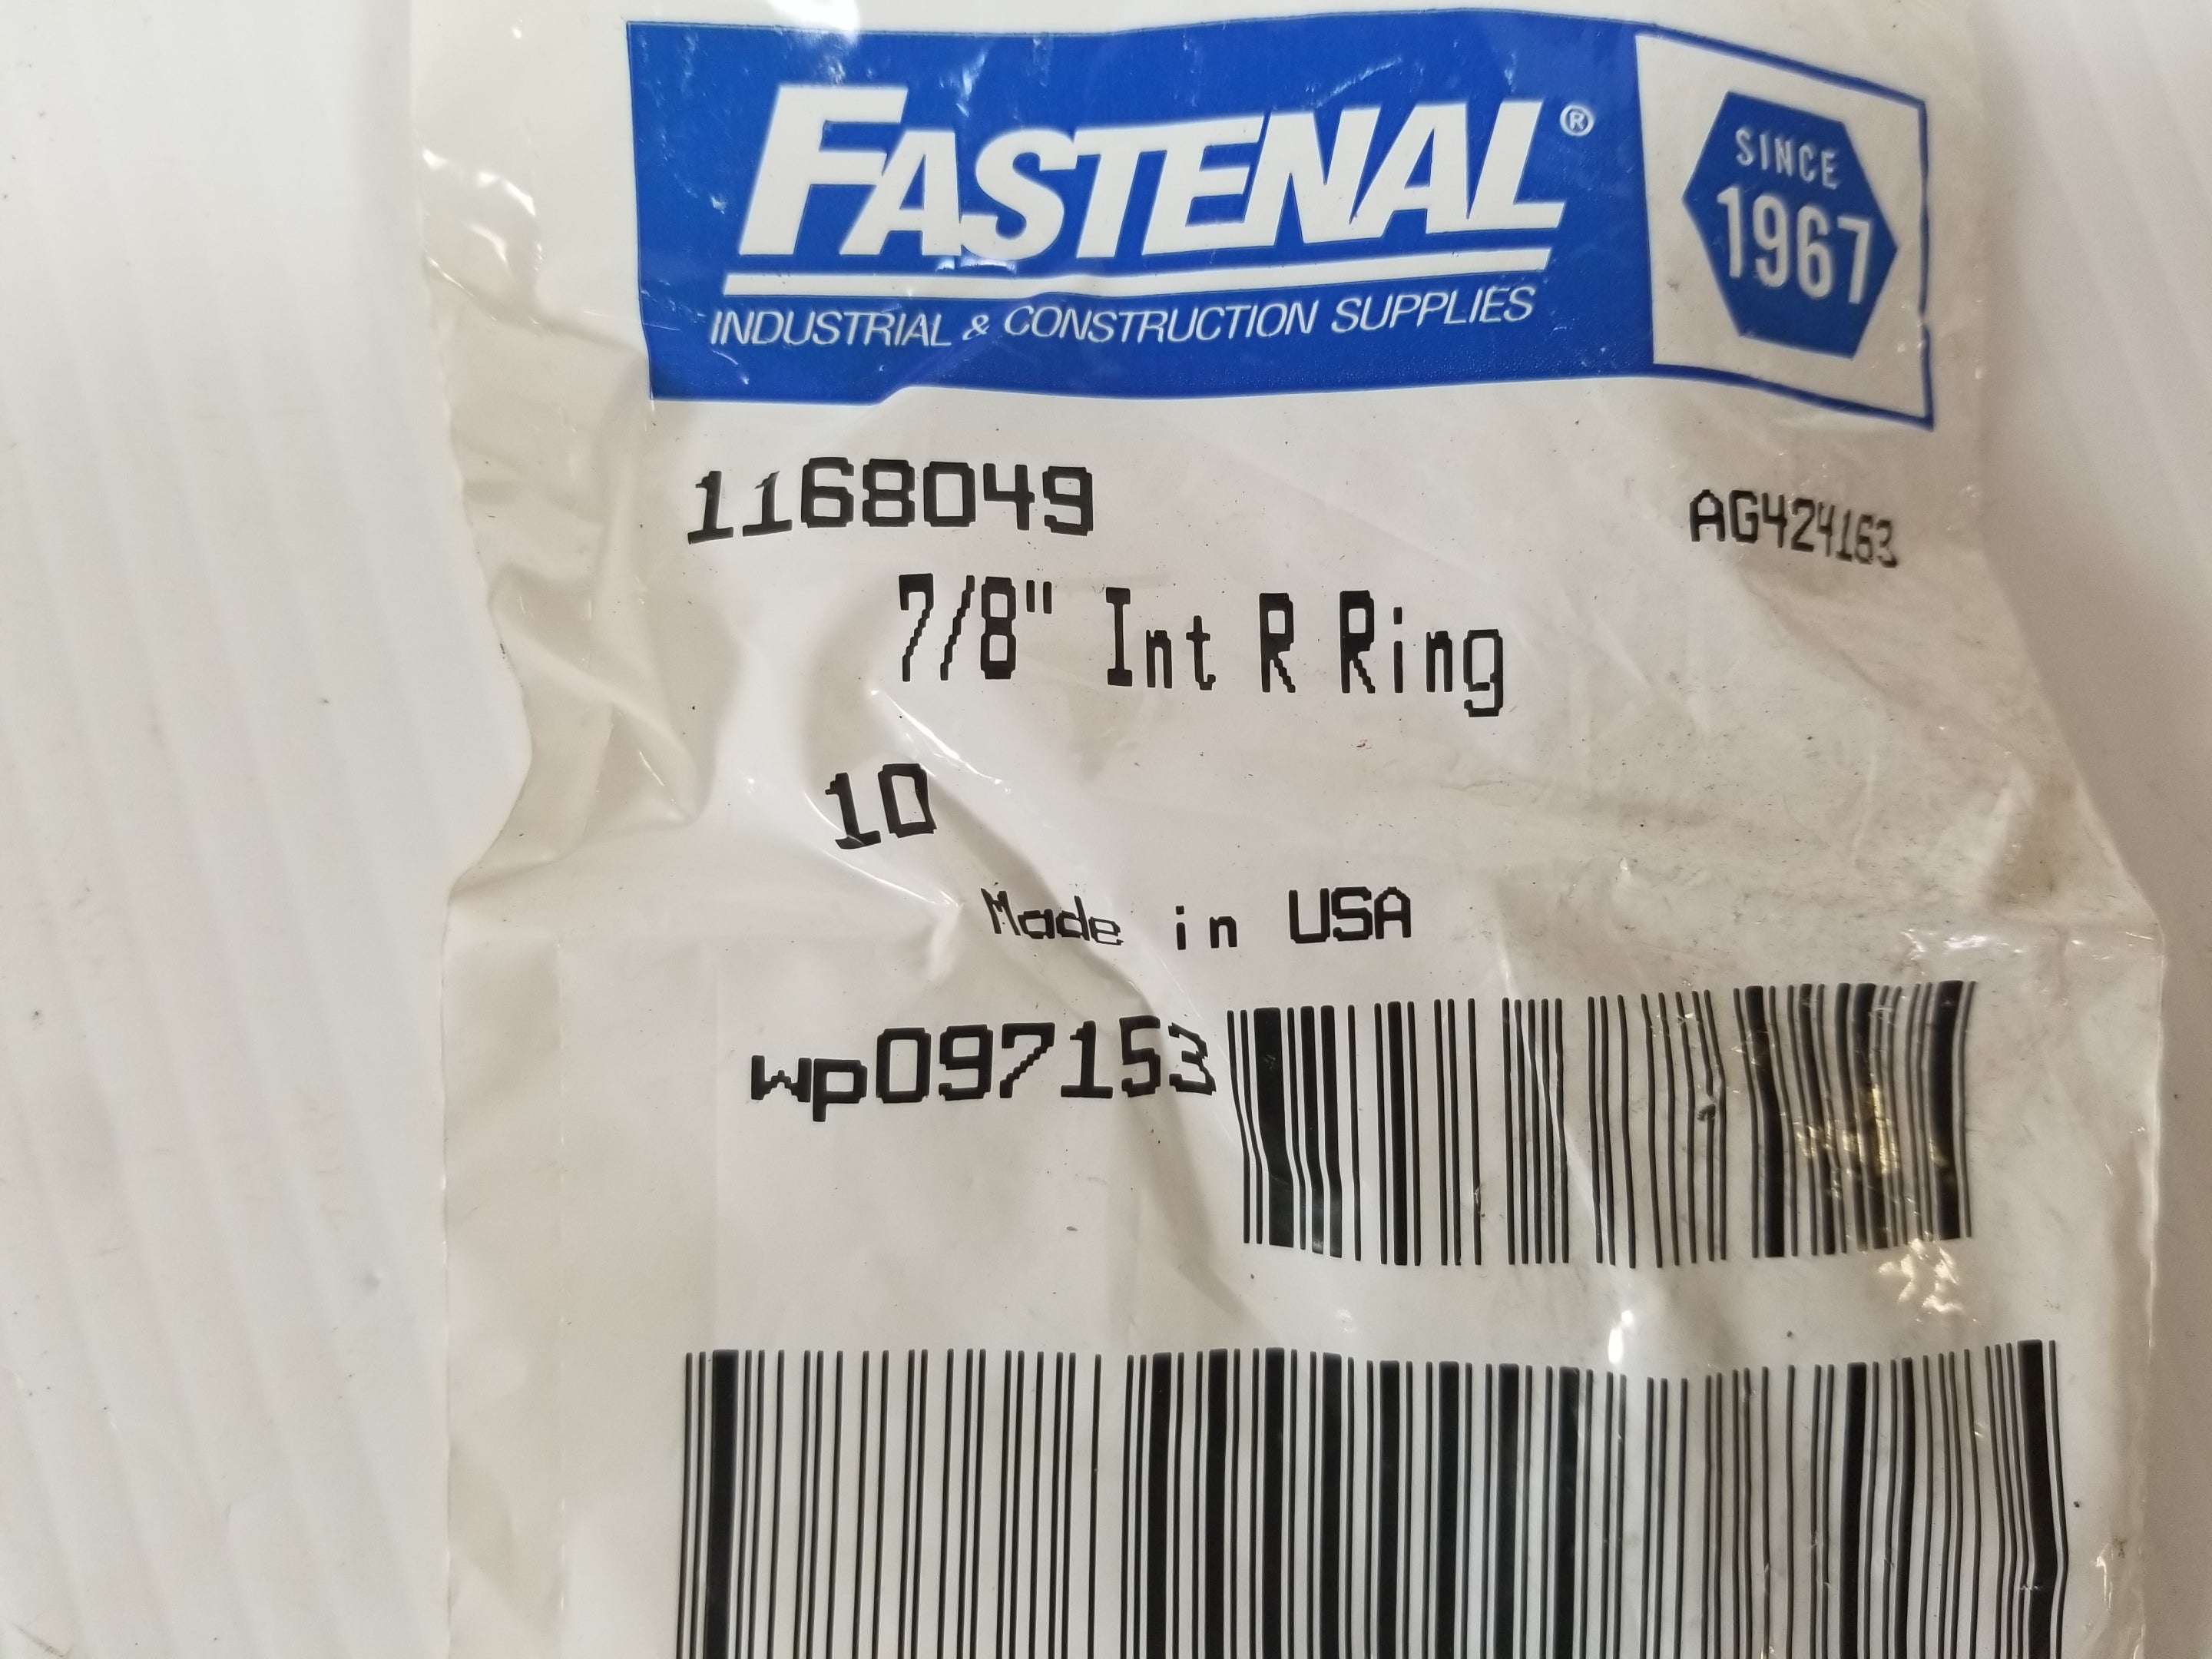 FASTENAL®
INDUSTRIAL & CONSTRUCTION SUPPLIES
SINCE
1967
1168049
AG424163
7/8" Int R Ring
10
Made in USA
wp097153